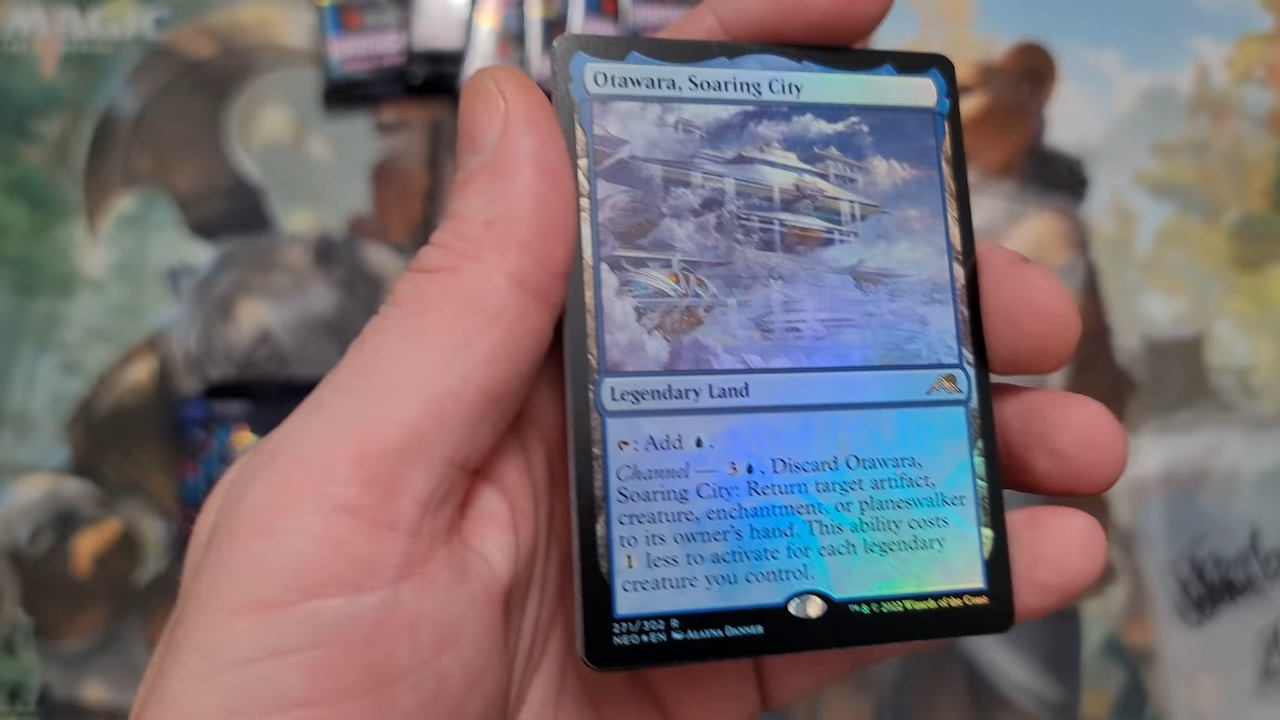 MAGIC
Otawara, Soaring City
Legendary Land
: Add .
Channel — 3 , Discard Otawara,
Soaring City: Return target artifact,
creature, enchantment, or planeswalker
to its owner's hand. This ability costs
1 less to activate for each legendary
creature you control.
271/302 R
NEO★EN Alayna Danner
™ & © 2022 Wizards of the Coast